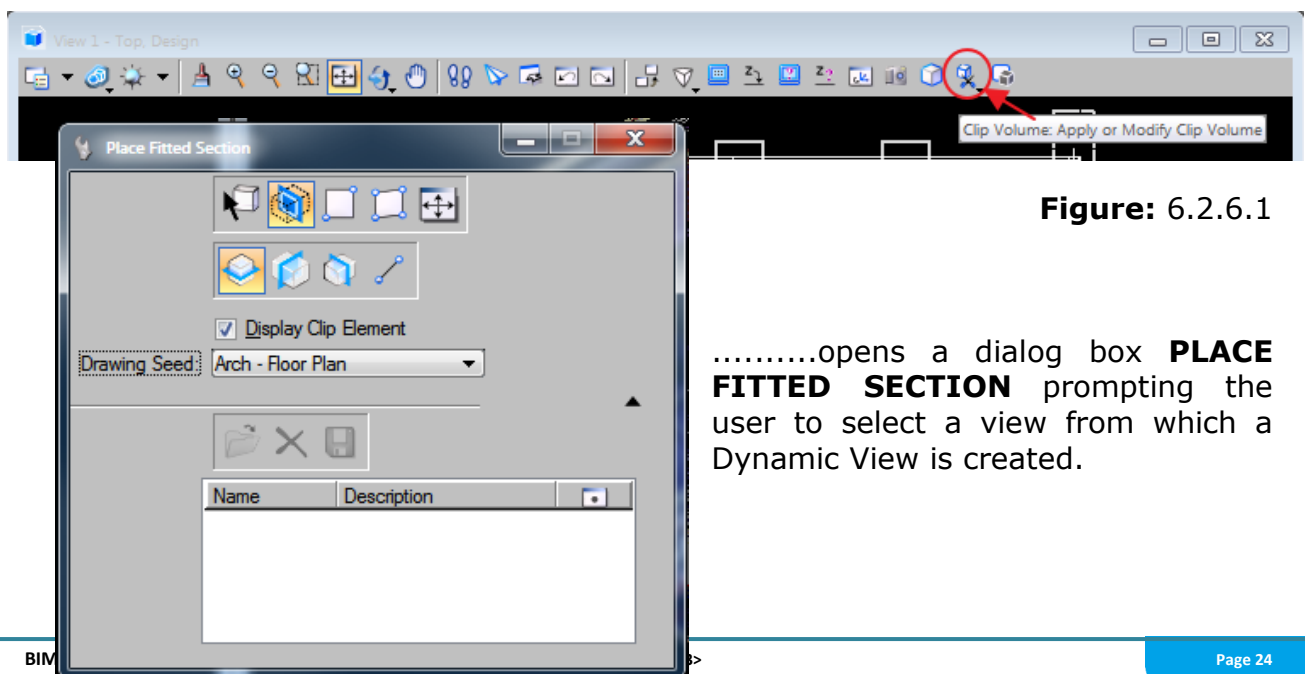 View 1 - Top, Design
Clip Volume: Apply or Modify Clip Volume
Place Fitted Section
Figure: 6.2.6.1
Display Clip Element
Drawing Seed: Arch - Floor Plan
..........opens a dialog box PLACE
FITTED SECTION prompting the
user to select a view from which a
Dynamic View is created.
Name Description
BIM
Page 24